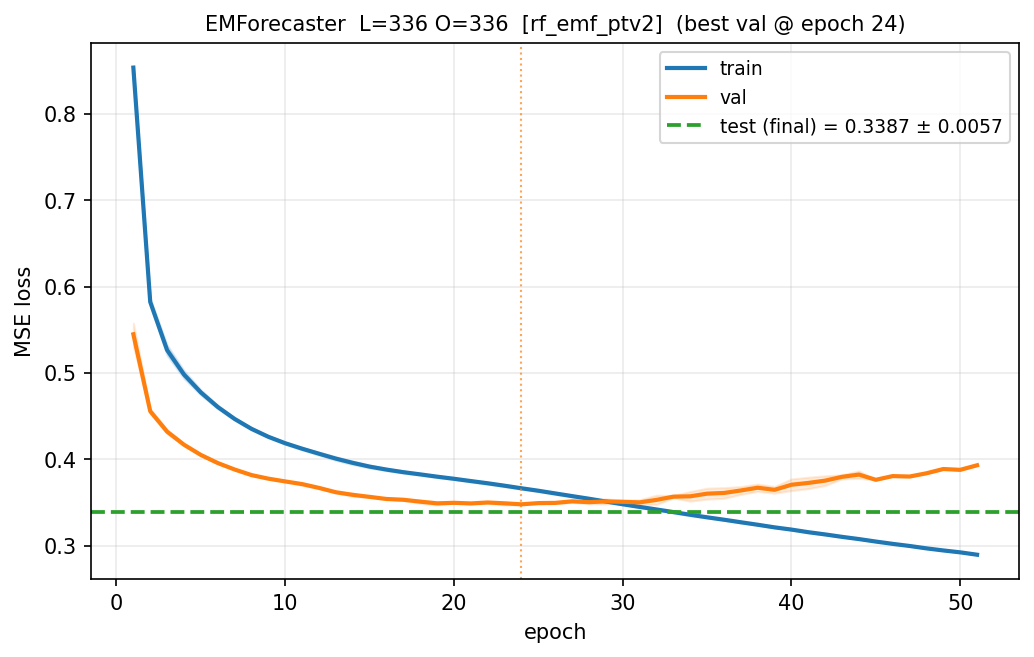 EMForecaster L=336 O=336 [rf_emf_ptv2] (best val @ epoch 24)
train
val
test (final) = 0.3387 ± 0.0057
MSE loss
0.8
0.7
0.6
0.5
0.4
0.3
0 10 20 30 40 50
epoch